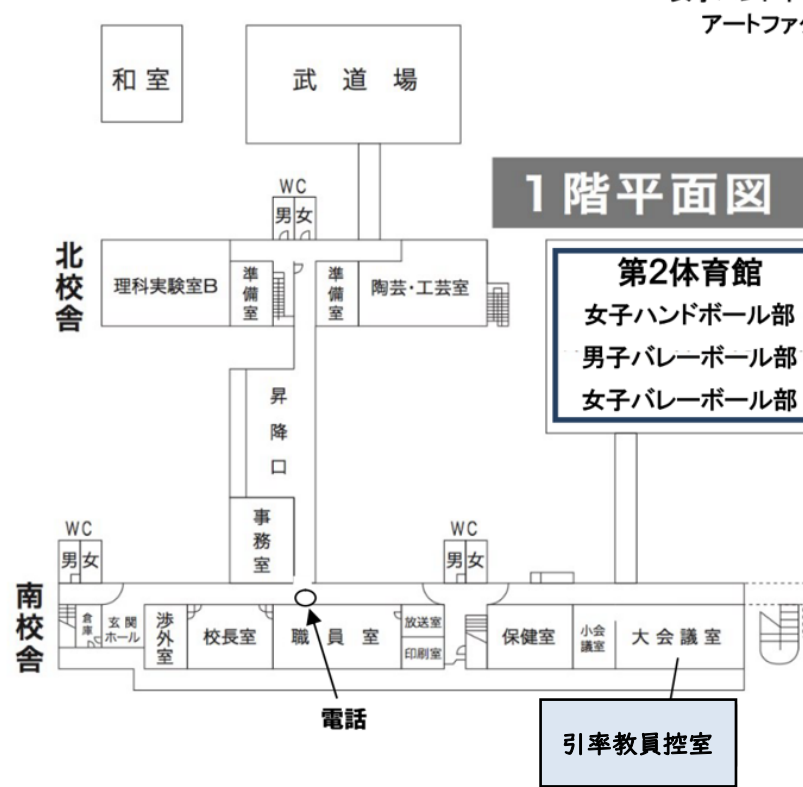 アートファク
和室
武道場
1階平面図
WC
男 女
北校舎
理科実験室B
準備室
準備室
陶芸・工芸室
第2体育館
女子ハンドボール部
男子バレーボール部
女子バレーボール部
昇降口
事務室
WC
男 女
WC
男 女
南校舎
倉庫
玄関
ホール
渉外室
校長室
職員室
放送室
印刷室
保健室
小会
議室
大会議室
電話
引率教員控室